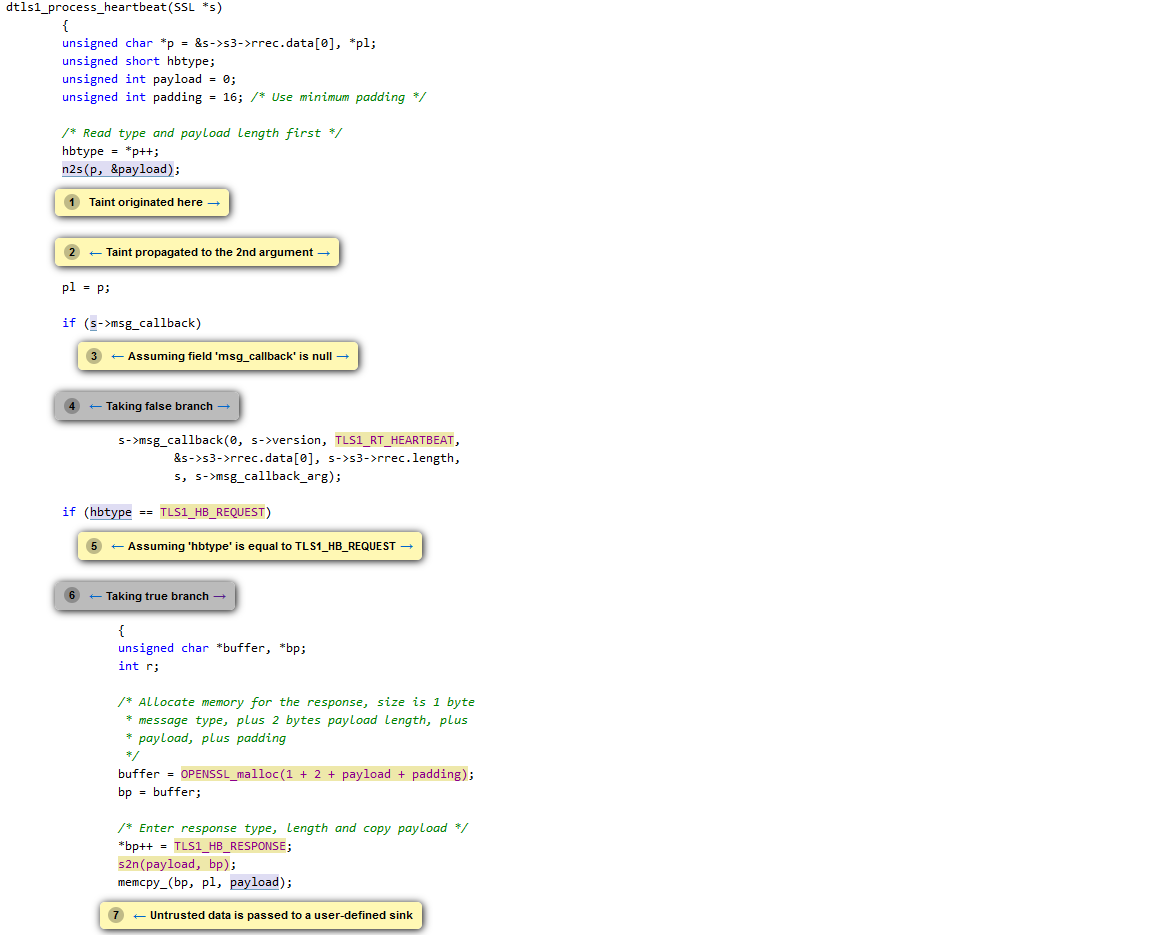 dtls1_process_heartbeat(SSL *s)
{
unsigned char *p = &s->s3->rrec.data[0], *pl;
unsigned short hbtype;
unsigned int payload = 0;
unsigned int padding = 16; /* Use minimum padding */
/* Read type and payload length first */
hbtype = *p++;
n2s(p, &payload);
1 Taint originated here →
2 ← Taint propagated to the 2nd argument →
pl = p;
if (s->msg_callback)
3 ← Assuming field 'msg_callback' is null →
4 ← Taking false branch →
s->msg_callback(0, s->version, TLS1_RT_HEARTBEAT,
&s->s3->rrec.data[0], s->s3->rrec.length,
s, s->msg_callback_arg);
if (hbtype == TLS1_HB_REQUEST)
5 ← Assuming 'hbtype' is equal to TLS1_HB_REQUEST →
6 ← Taking true branch →
{
unsigned char *buffer, *bp;
int r;
/* Allocate memory for the response, size is 1 byte
* message type, plus 2 bytes payload length, plus
* payload, plus padding
*/
buffer = OPENSSL_malloc(1 + 2 + payload + padding);
bp = buffer;
/* Enter response type, length and copy payload */
*bp++ = TLS1_HB_RESPONSE;
s2n(payload, bp);
memcpy_(bp, pl, payload);
7 ← Untrusted data is passed to a user-defined sink